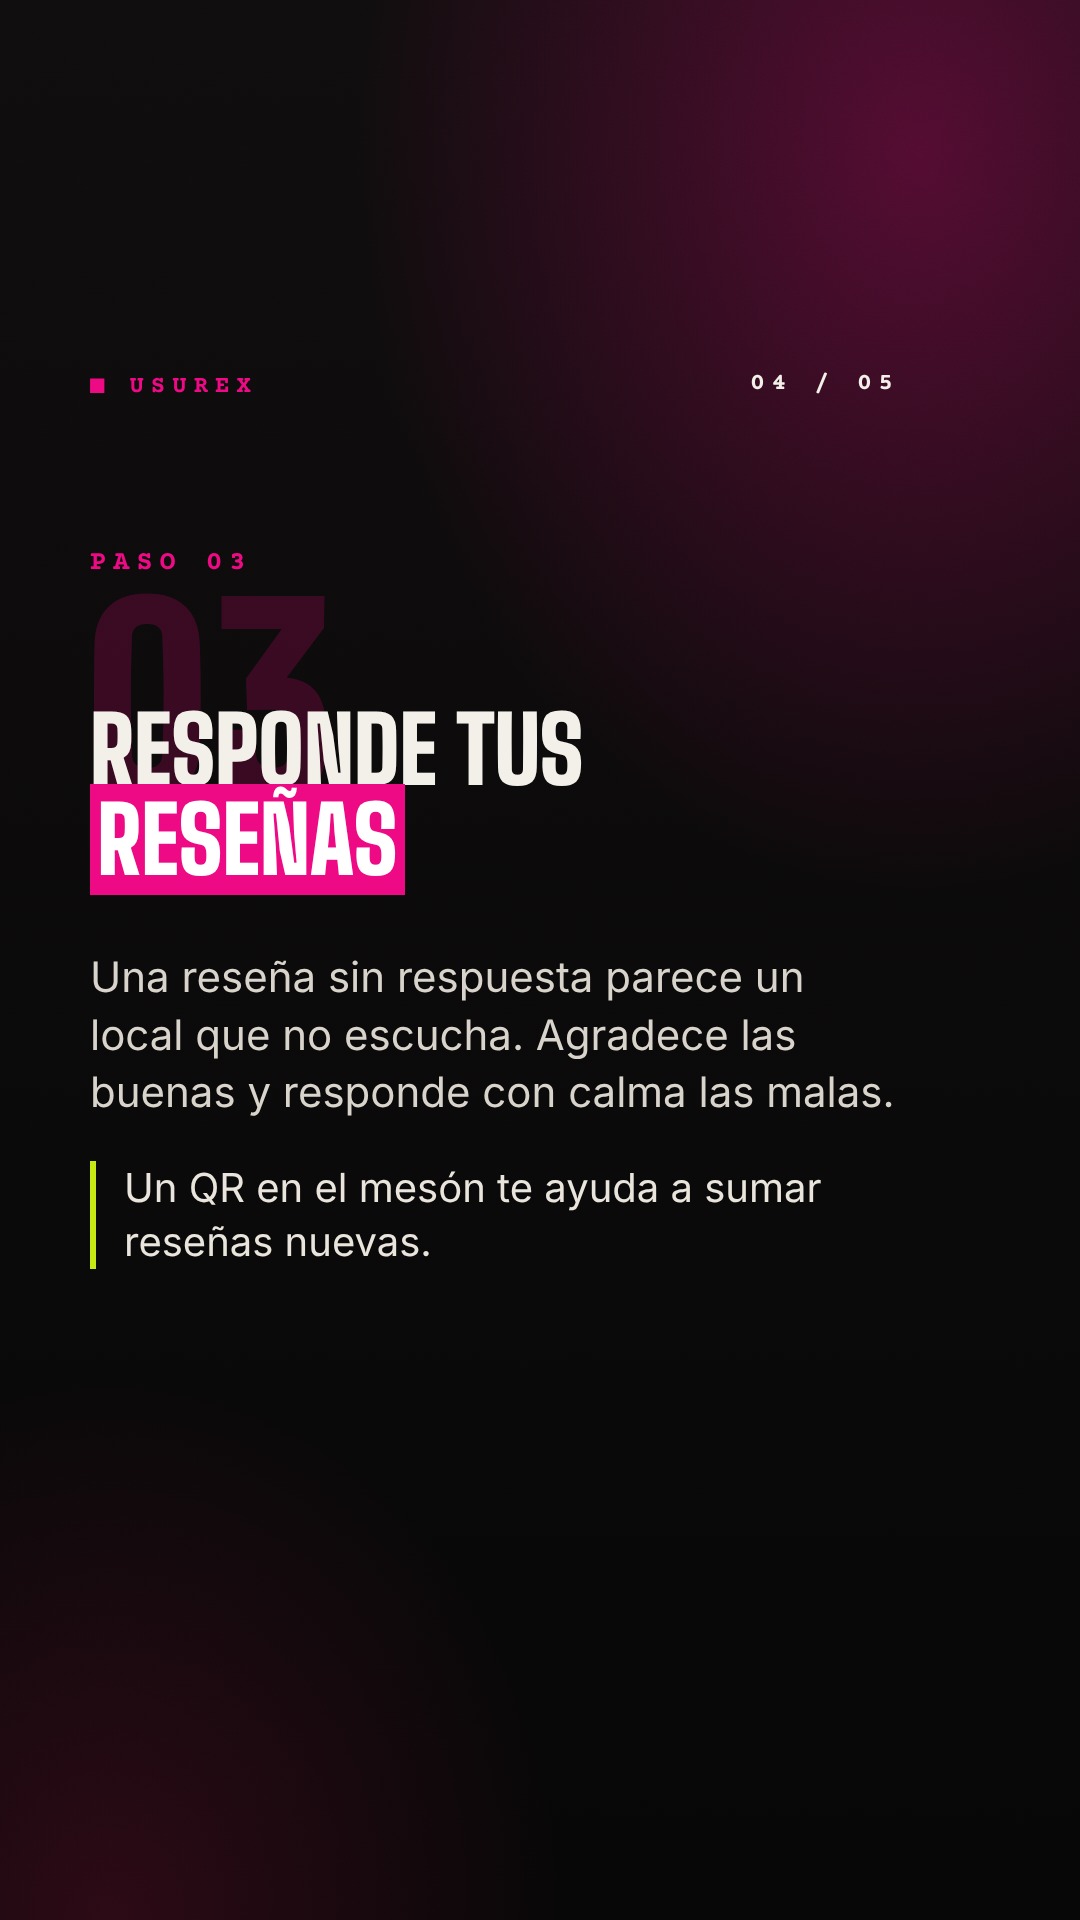 USUREX
04 / 05
PASO 03
03
RESPONDE TUS
RESEÑAS
Una reseña sin respuesta parece un
local que no escucha. Agradece las
buenas y responde con calma las malas.
Un QR en el mesón te ayuda a sumar
reseñas nuevas.